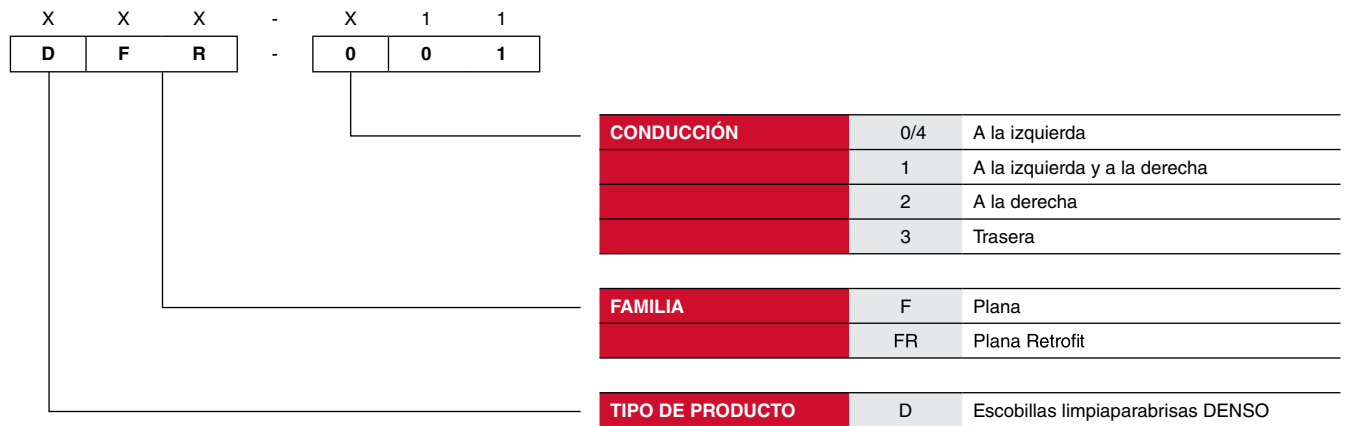 X X X - X 1 1
D F R - 0 0 1
CONDUCCIÓN 0/4 A la izquierda
1 A la izquierda y a la derecha
2 A la derecha
3 Trasera
FAMILIA F Plana
FR Plana Retrofit
TIPO DE PRODUCTO D Escobillas limpiaparabrisas DENSO